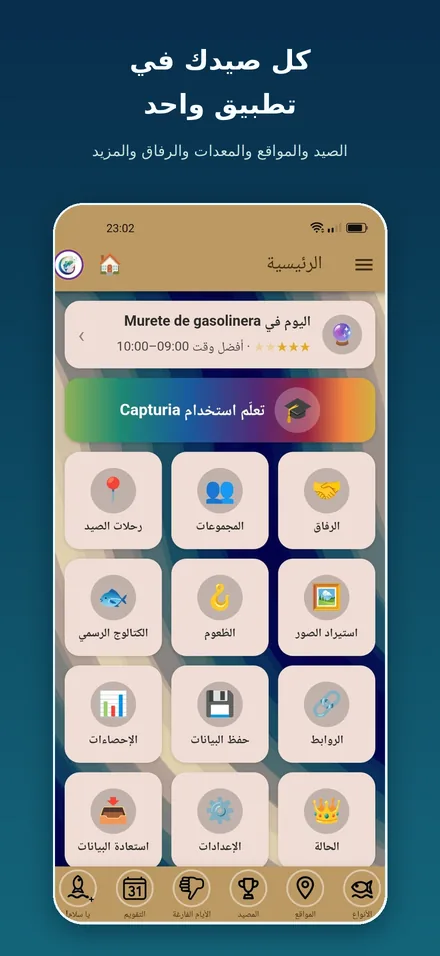 كل صيدك في
تطبيق واحد
الصيد والمواقع والمعدات والرفاق والمزيد
23:02
الرئيسية
اليوم في Murete de gasolinera
· أفضل وقت 09:00–10:00
تعلّم استخدام Capturia
الرفاق
المجموعات
رحلات الصيد
استيراد الصور
الطعوم
الكتالوج الرسمي
الروابط
حفظ البيانات
الإحصاءات
الحالة
الإعدادات
استعادة البيانات
31
الأنواع
المواقع
المصيد
الأيام الفارغة
التقويم
يا سلام!